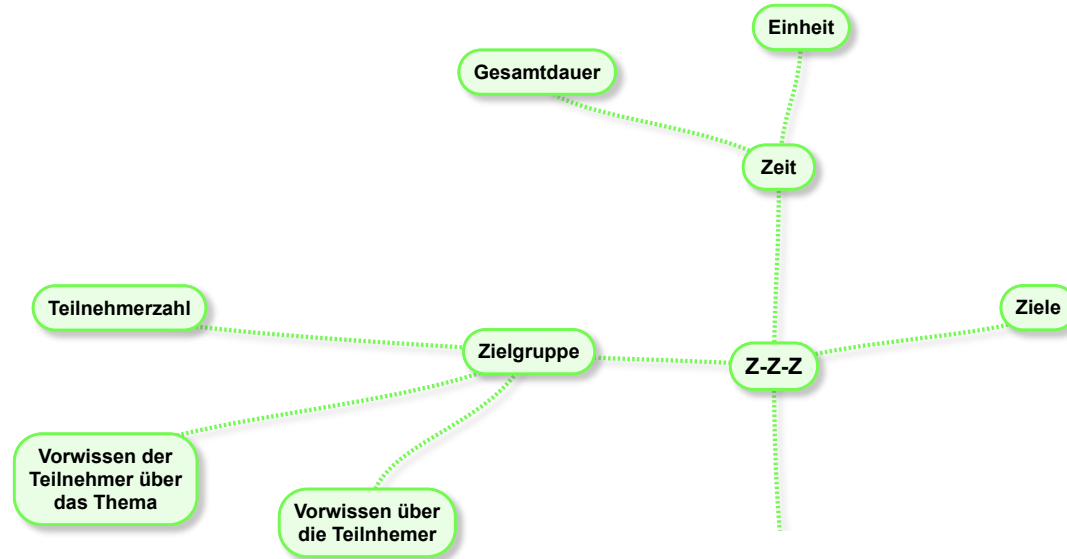 Einheit
Gesamtdauer
Zeit
Teilnehmerzahl
Ziele
Zielgruppe
Z-Z-Z
Vorwissen der
Teilnehmer über
das Thema
Vorwissen über
die Teilnhemer